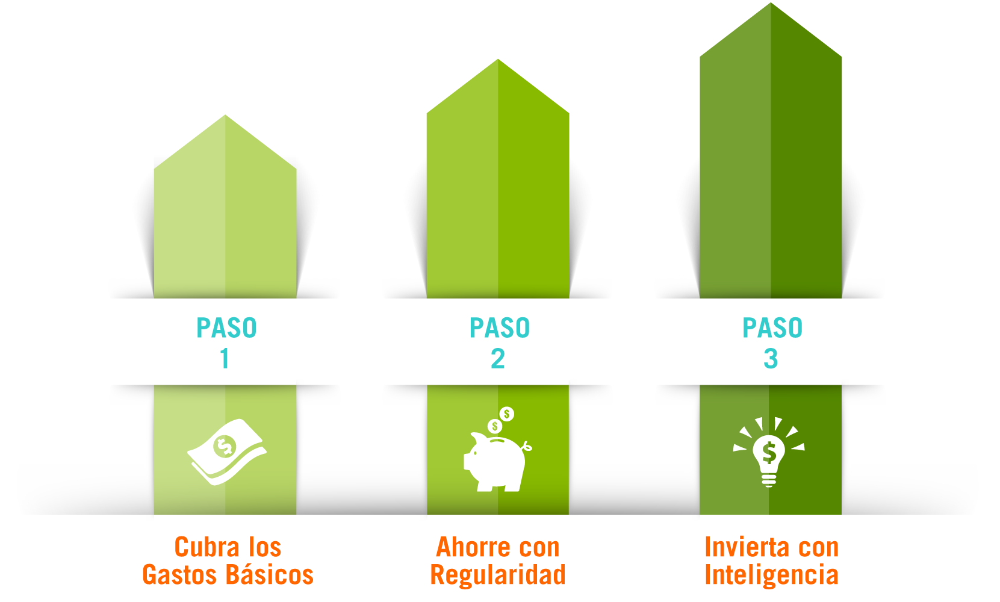 PASO
1
PASO
2
PASO
3
$
$
$
$
Cubra los
Gastos Básicos
Ahorre con
Regularidad
Invierta con
Inteligencia